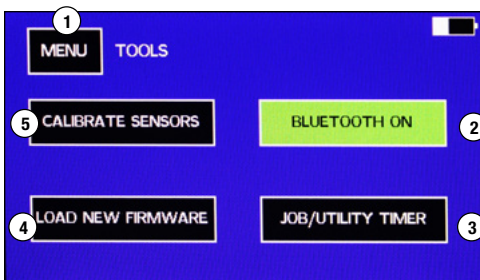 1
MENU TOOLS
5 CALIBRATE SENSORS BLUETOOTH ON 2
4 LOAD NEW FIRMWARE JOB/UTILITY TIMER 3